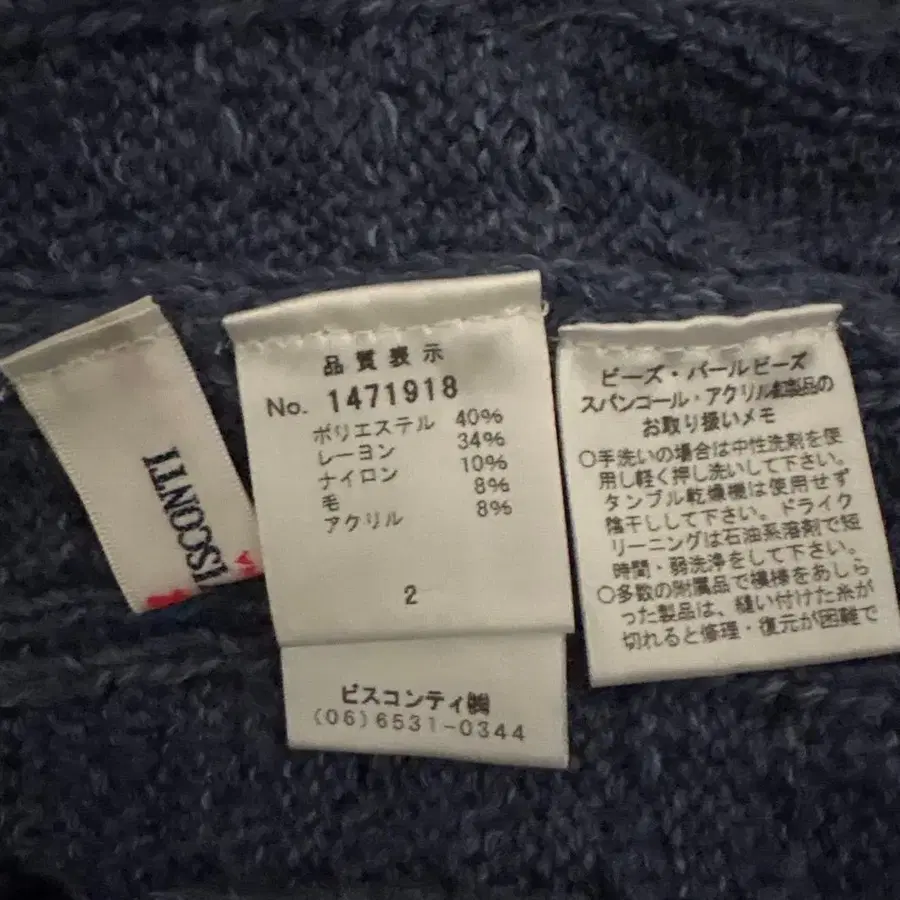 ISCONTI
品質表示
No. 1471918
ポリエステル 40%
レーヨン 34%
ナイロン 10%
毛 8%
アクリル 8%
2
ビスコンティ㈱
(06)6531-0344
ビーズ・パールビーズ
スパンコール・アクリル釦製品の
お取り扱いメモ
○手洗いの場合は中性洗剤を使
用し軽く押し洗いして下さい。
タンブル乾燥機は使用せず
陰干しして下さい。ドライク
リーニングは石油系溶剤で短
時間・弱洗浄をして下さい。
○多数の附属品で模様をあしら
った製品は、縫い付けた糸が
切れると修理・復元が困難で